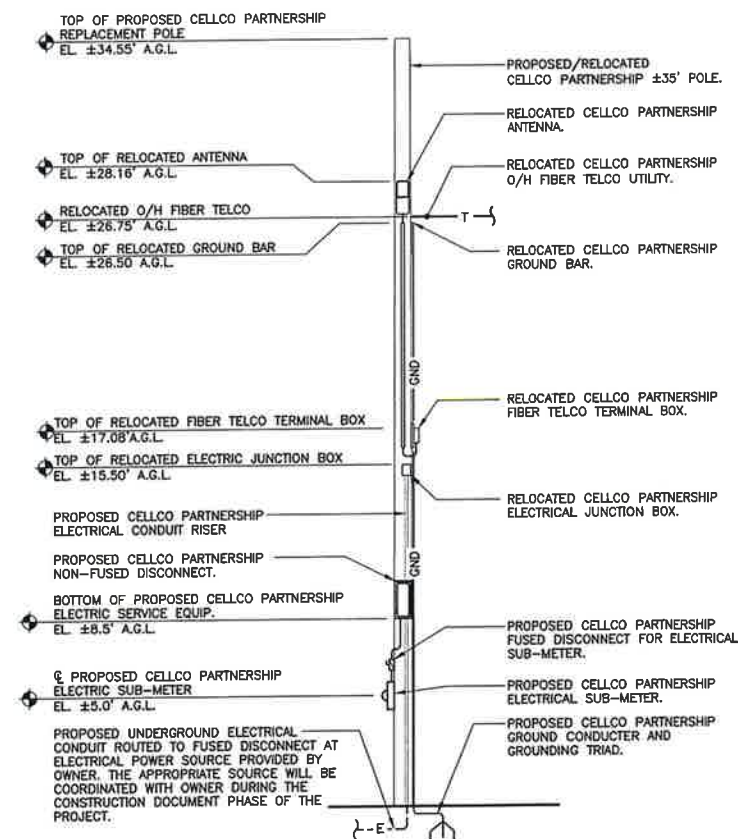 TOP OF PROPOSED CELLCO PARTNERSHIP
REPLACEMENT POLE
EL. ±34.55' A.G.L.
TOP OF RELOCATED ANTENNA
EL. ±28.16' A.G.L.
RELOCATED O/H FIBER TELCO
EL. ±26.75' A.G.L.
TOP OF RELOCATED GROUND BAR
EL. ±26.50 A.G.L.
TOP OF RELOCATED FIBER TELCO TERMINAL BOX
EL. ±17.08'A.G.L.
TOP OF RELOCATED ELECTRIC JUNCTION BOX
EL. ±15.50' A.G.L.
PROPOSED CELLCO PARTNERSHIP
ELECTRICAL CONDUIT RISER
PROPOSED CELLCO PARTNERSHIP
NON-FUSED DISCONNECT.
BOTTOM OF PROPOSED CELLCO PARTNERSHIP
ELECTRIC SERVICE EQUIP.
EL. ±8.5' A.G.L.
℄ PROPOSED CELLCO PARTNERSHIP
ELECTRIC SUB-METER
EL. ±5.0' A.G.L.
PROPOSED UNDERGROUND ELECTRICAL
CONDUIT ROUTED TO FUSED DISCONNECT AT
ELECTRICAL POWER SOURCE PROVIDED BY
OWNER. THE APPROPRIATE SOURCE WILL BE
COORDINATED WITH OWNER DURING THE
CONSTRUCTION DOCUMENT PHASE OF THE
PROJECT.
PROPOSED/RELOCATED
CELLCO PARTNERSHIP ±35' POLE.
RELOCATED CELLCO PARTNERSHIP
ANTENNA.
RELOCATED CELLCO PARTNERSHIP
O/H FIBER TELCO UTILITY.
T
RELOCATED CELLCO PARTNERSHIP
GROUND BAR.
GND
RELOCATED CELLCO PARTNERSHIP
FIBER TELCO TERMINAL BOX.
RELOCATED CELLCO PARTNERSHIP
ELECTRICAL JUNCTION BOX.
GND
PROPOSED CELLCO PARTNERSHIP
FUSED DISCONNECT FOR ELECTRICAL
SUB-METER.
PROPOSED CELLCO PARTNERSHIP
ELECTRICAL SUB-METER.
PROPOSED CELLCO PARTNERSHIP
GROUND CONDUCTER AND
GROUNDING TRIAD.
E